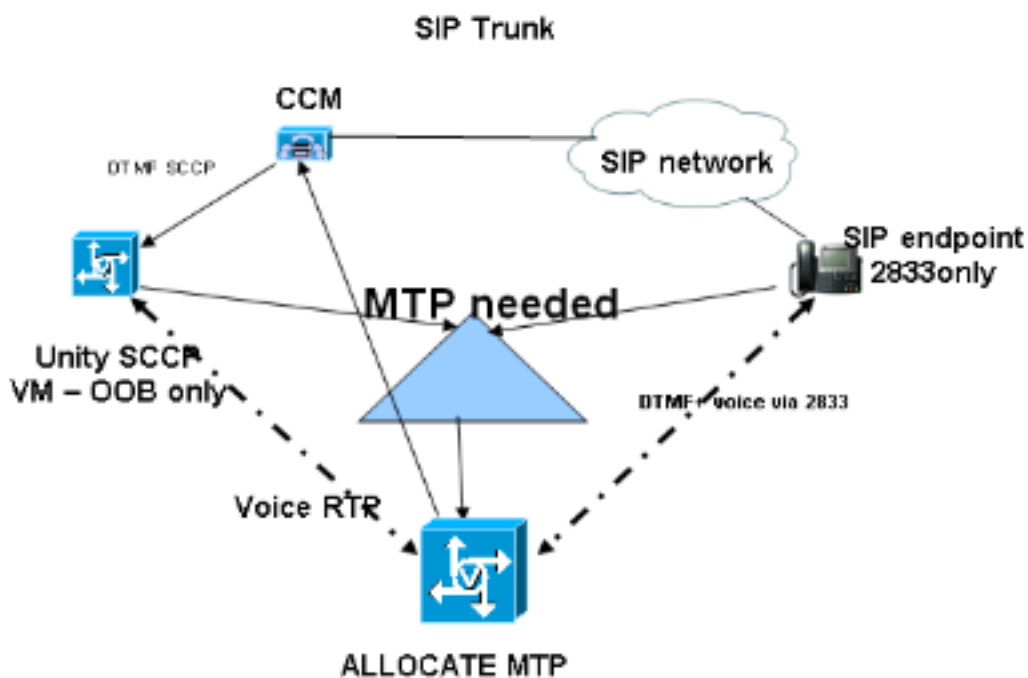 SIP Trunk
CCM
SIP network
DTMF SCCP
SIP endpoint
2833only
MTP needed
Unity SCCP
VM – OOB only
DTMF+ voice via 2833
Voice RTP
V
ALLOCATE MTP